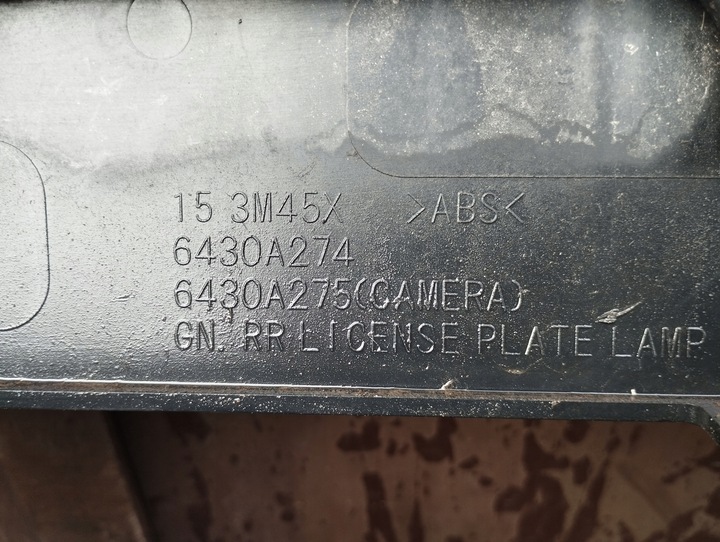 15 3M45X >ABS<
6430A274
6430A275(CAMERA)
GN. RR LICENSE PLATE LAMP